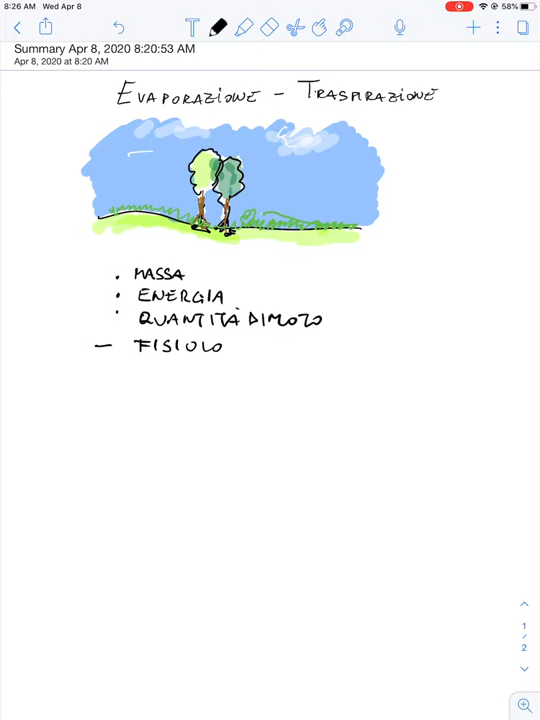 8:26 AM Wed Apr 8
58%
T
Summary Apr 8, 2020 8:20:53 AM
Apr 8, 2020 at 8:20 AM
EVAPORAZIONE - TRASPIRAZIONE
. MASSA
. ENERGIA
. QUANTITÀ DI MOTO
- FISIOLO
1
/
2